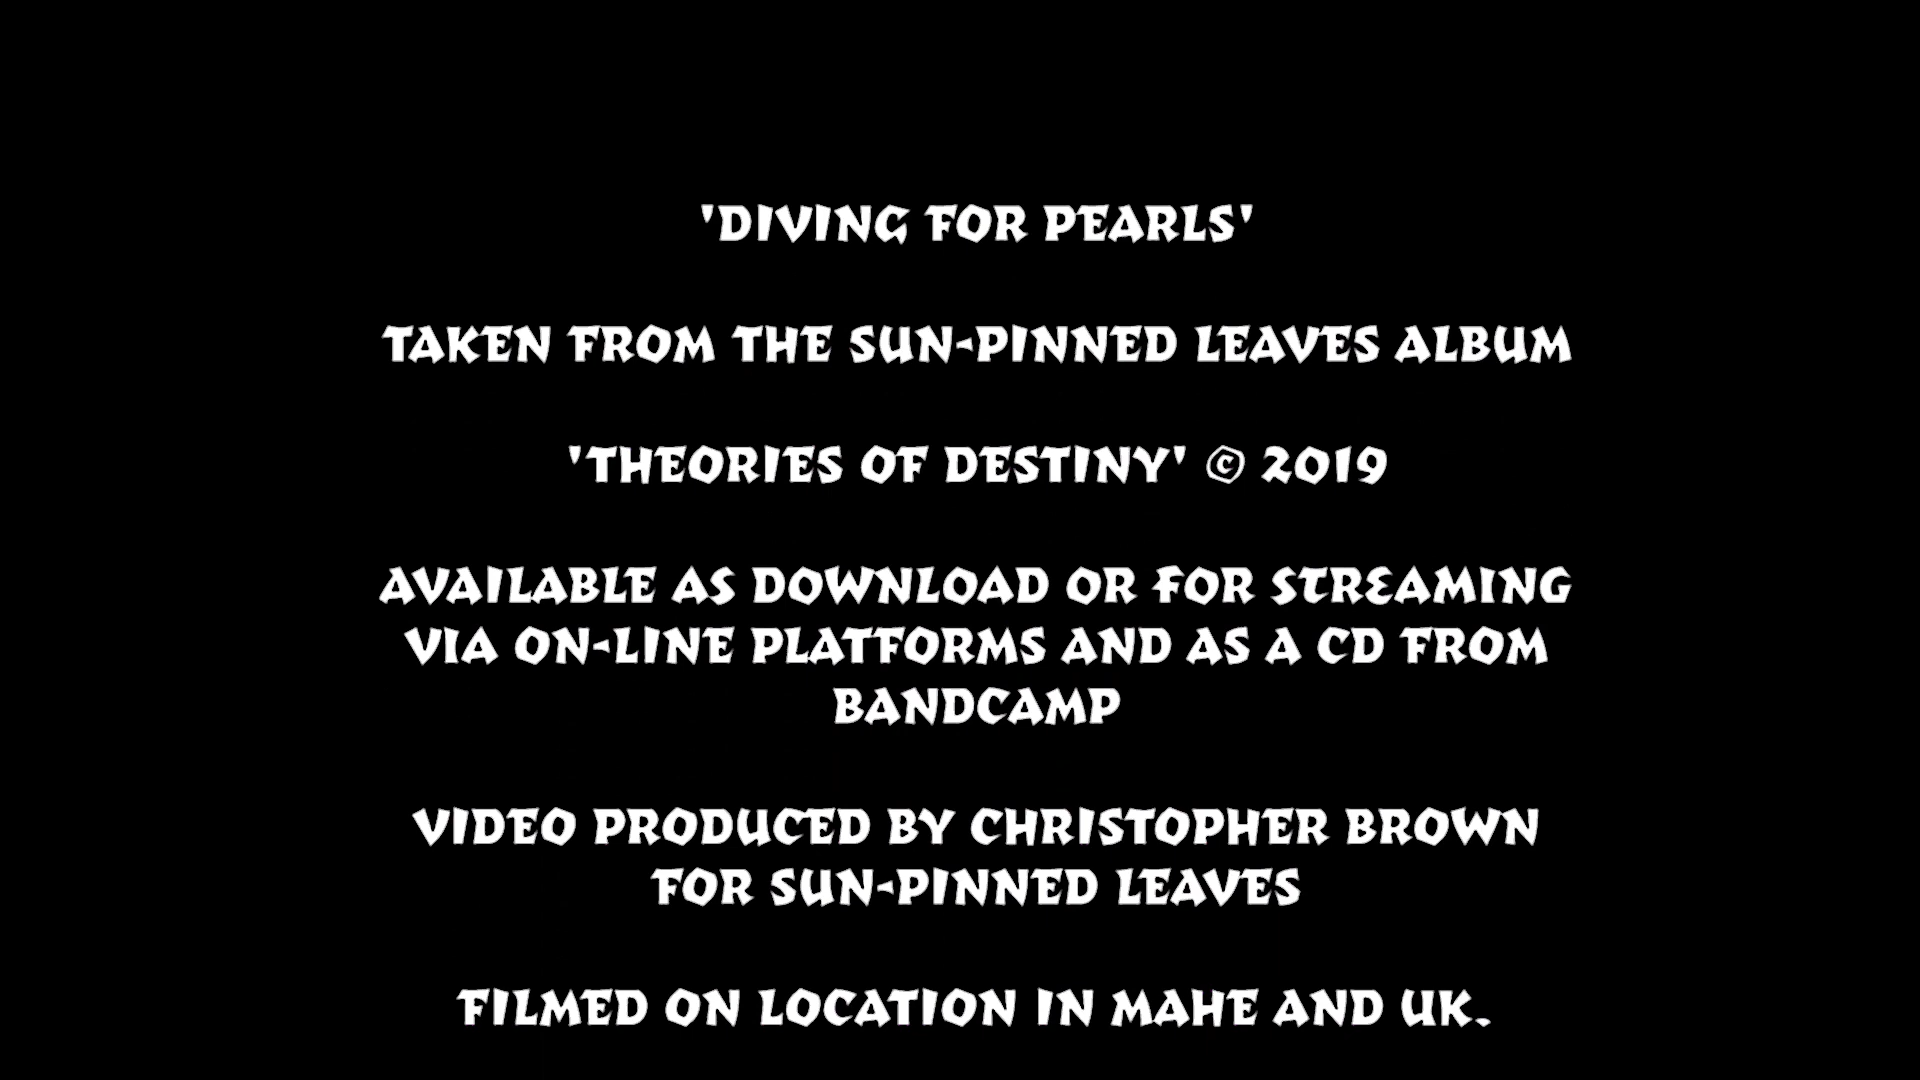 'DIVING FOR PEARLS'
TAKEN FROM THE SUN-PINNED LEAVES ALBUM
'THEORIES OF DESTINY' © 2019
AVAILABLE AS DOWNLOAD OR FOR STREAMING
VIA ON-LINE PLATFORMS AND AS A CD FROM
BANDCAMP
VIDEO PRODUCED BY CHRISTOPHER BROWN
FOR SUN-PINNED LEAVES
FILMED ON LOCATION IN MAHE AND UK.